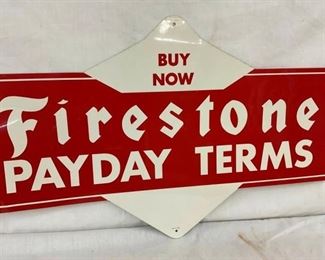 BUY
NOW
Firestone
PAYDAY TERMS